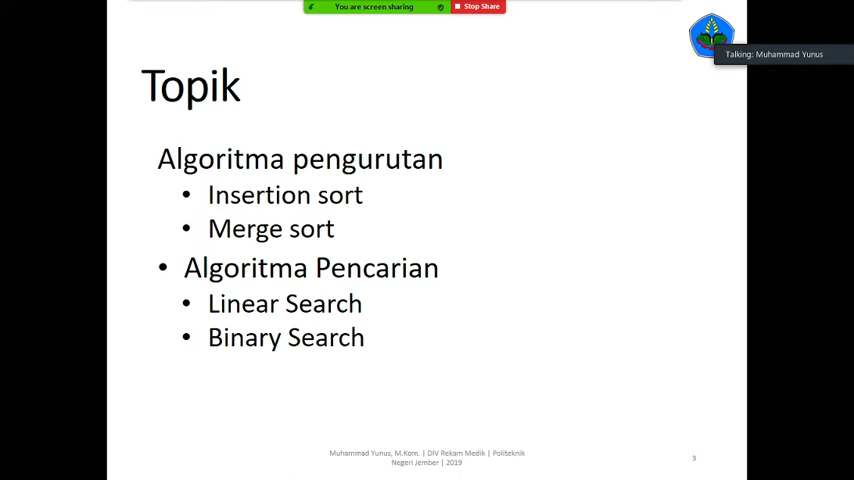 You are screen sharing
Stop Share
Talking: Muhammad Yunus
Topik
Algoritma pengurutan
• Insertion sort
• Merge sort
• Algoritma Pencarian
• Linear Search
• Binary Search
Muhammad Yunus, M.Kom. | DIV Rekam Medik | Politeknik
Negeri Jember | 2019
3